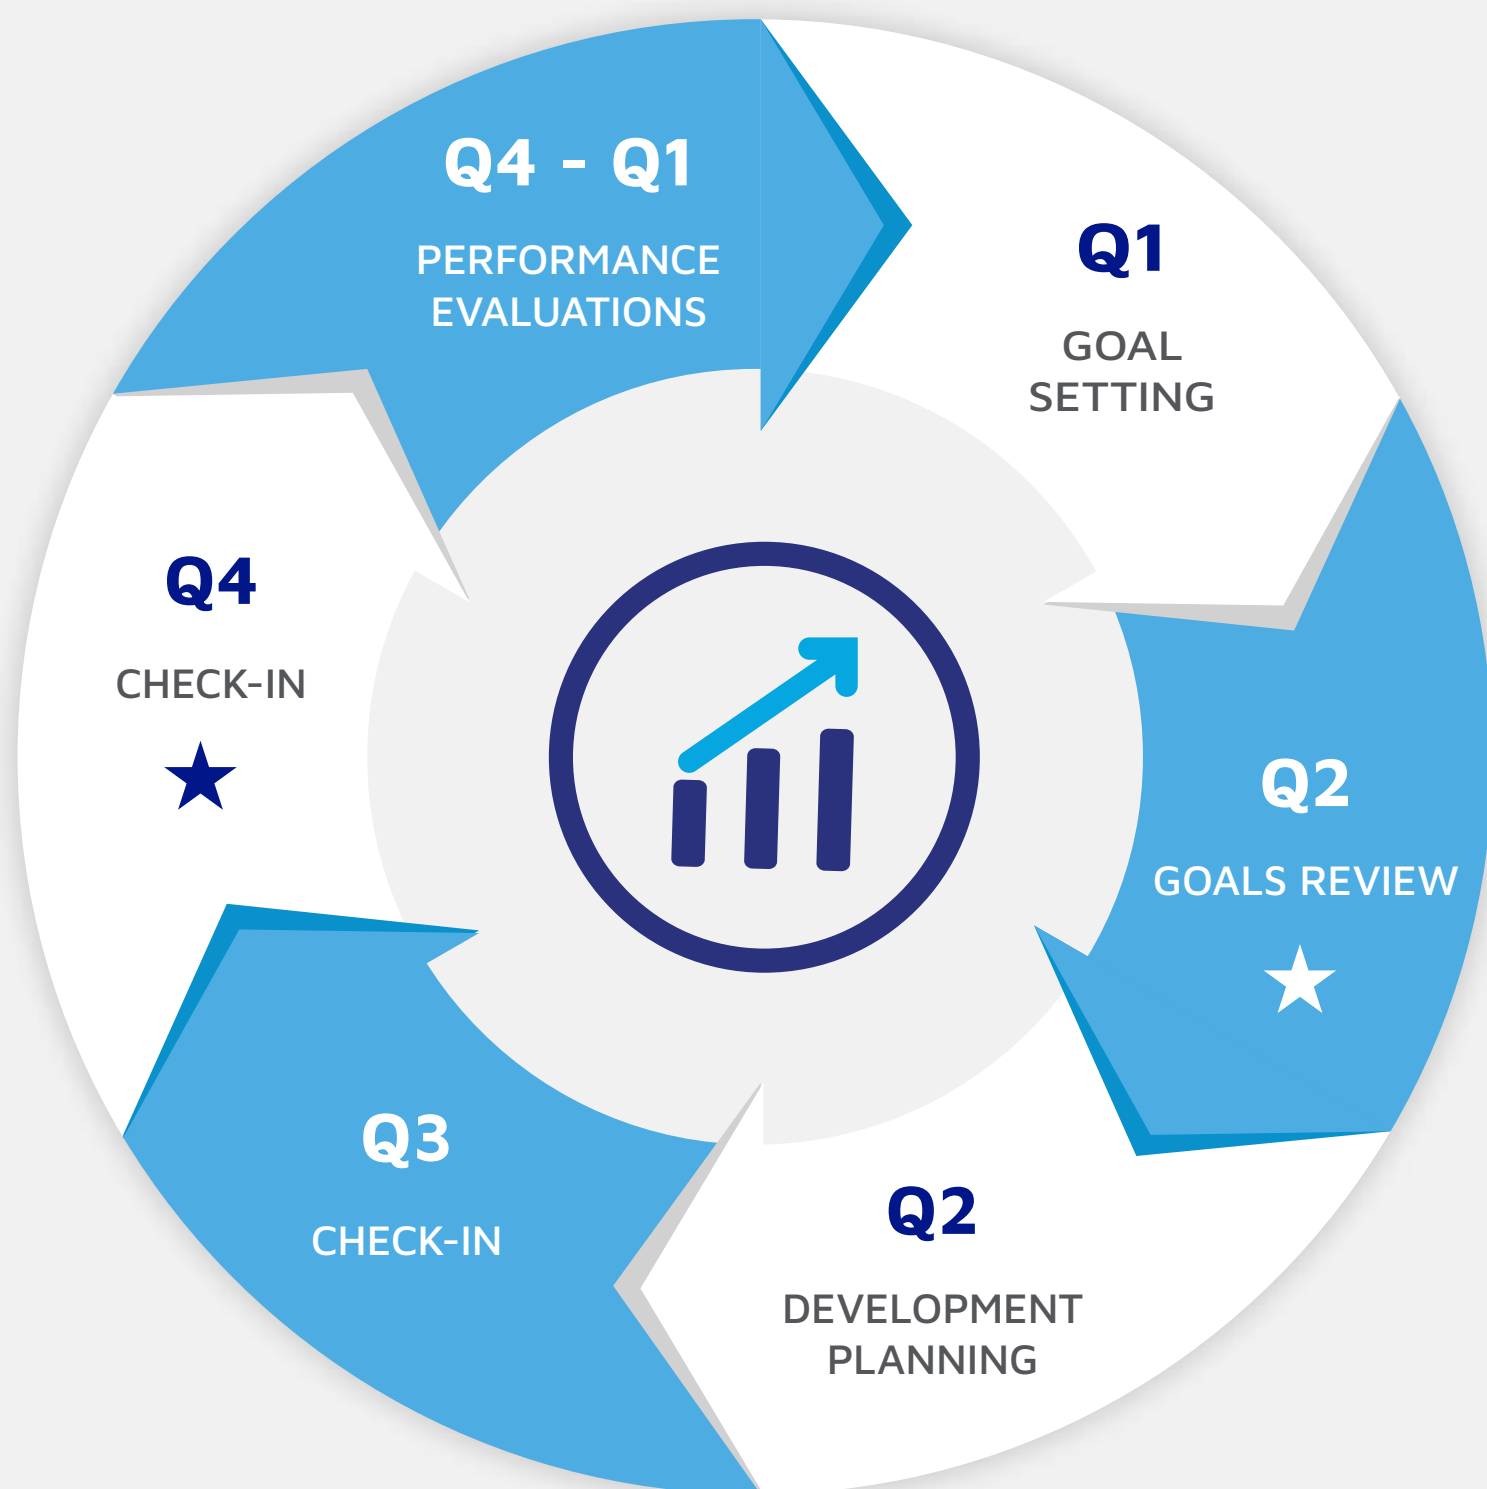 Q4 - Q1
PERFORMANCE
EVALUATIONS
Q1
GOAL
SETTING
Q2
GOALS REVIEW
Q2
DEVELOPMENT
PLANNING
Q3
CHECK-IN
Q4
CHECK-IN